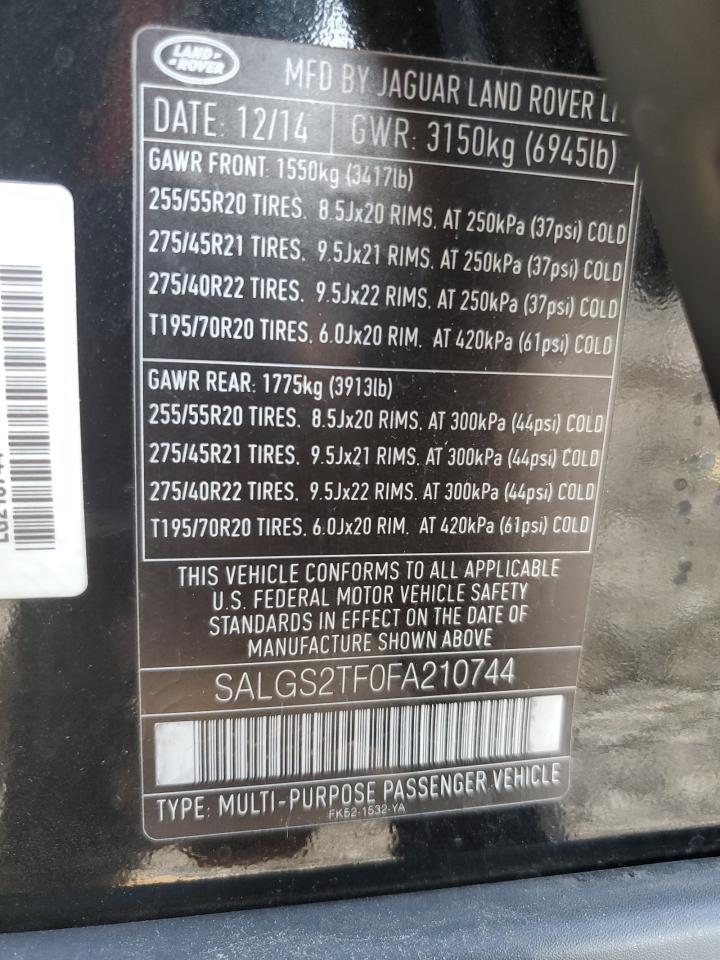 LAND
ROVER
MFD BY JAGUAR LAND ROVER
DATE: 12/14
GWR: 3150kg (6945lb)
GAWR FRONT: 1550kg (3417lb)
255/55R20 TIRES. 8.5Jx20 RIMS. AT 250kPa (37psi) COLD
275/45R21 TIRES. 9.5Jx21 RIMS. AT 250kPa (37psi) COLD
275/40R22 TIRES. 9.5Jx22 RIMS. AT 250kPa (37psi) COLD
T195/70R20 TIRES. 6.0Jx20 RIM. AT 420kPa (61psi) COLD
GAWR REAR: 1775kg (3913lb)
255/55R20 TIRES. 8.5Jx20 RIMS. AT 300kPa (44psi) COLD
275/45R21 TIRES. 9.5Jx21 RIMS. AT 300kPa (44psi) COLD
275/40R22 TIRES. 9.5Jx22 RIMS. AT 300kPa (44psi) COLD
T195/70R20 TIRES. 6.0Jx20 RIM. AT 420kPa (61psi) COLD
THIS VEHICLE CONFORMS TO ALL APPLICABLE
U.S. FEDERAL MOTOR VEHICLE SAFETY
STANDARDS IN EFFECT ON THE DATE OF
MANUFACTURE SHOWN ABOVE
SALGS2TF0FA210744
TYPE: MULTI-PURPOSE PASSENGER VEHICLE
FK52-1532-YA